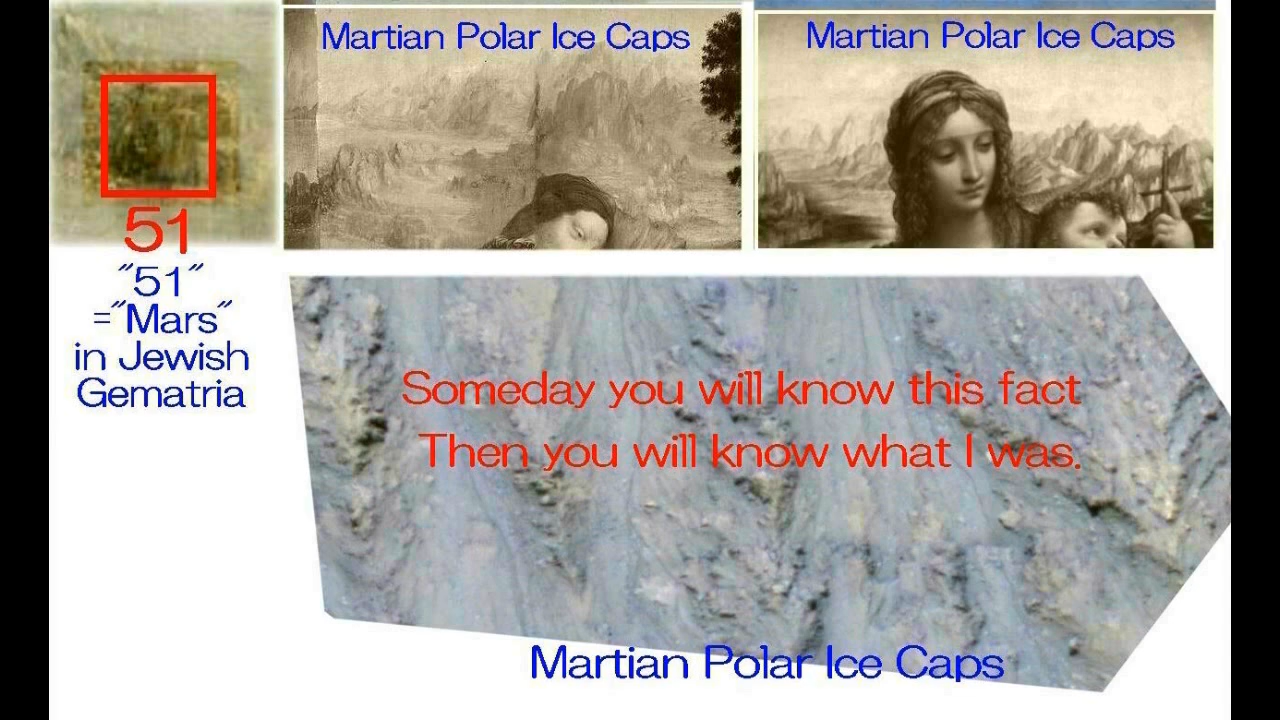 Martian Polar Ice Caps
Martian Polar Ice Caps
51
"51"
="Mars"
in Jewish
Gematria
Someday you will know this fact
Then you will know what I was.
Martian Polar Ice Caps